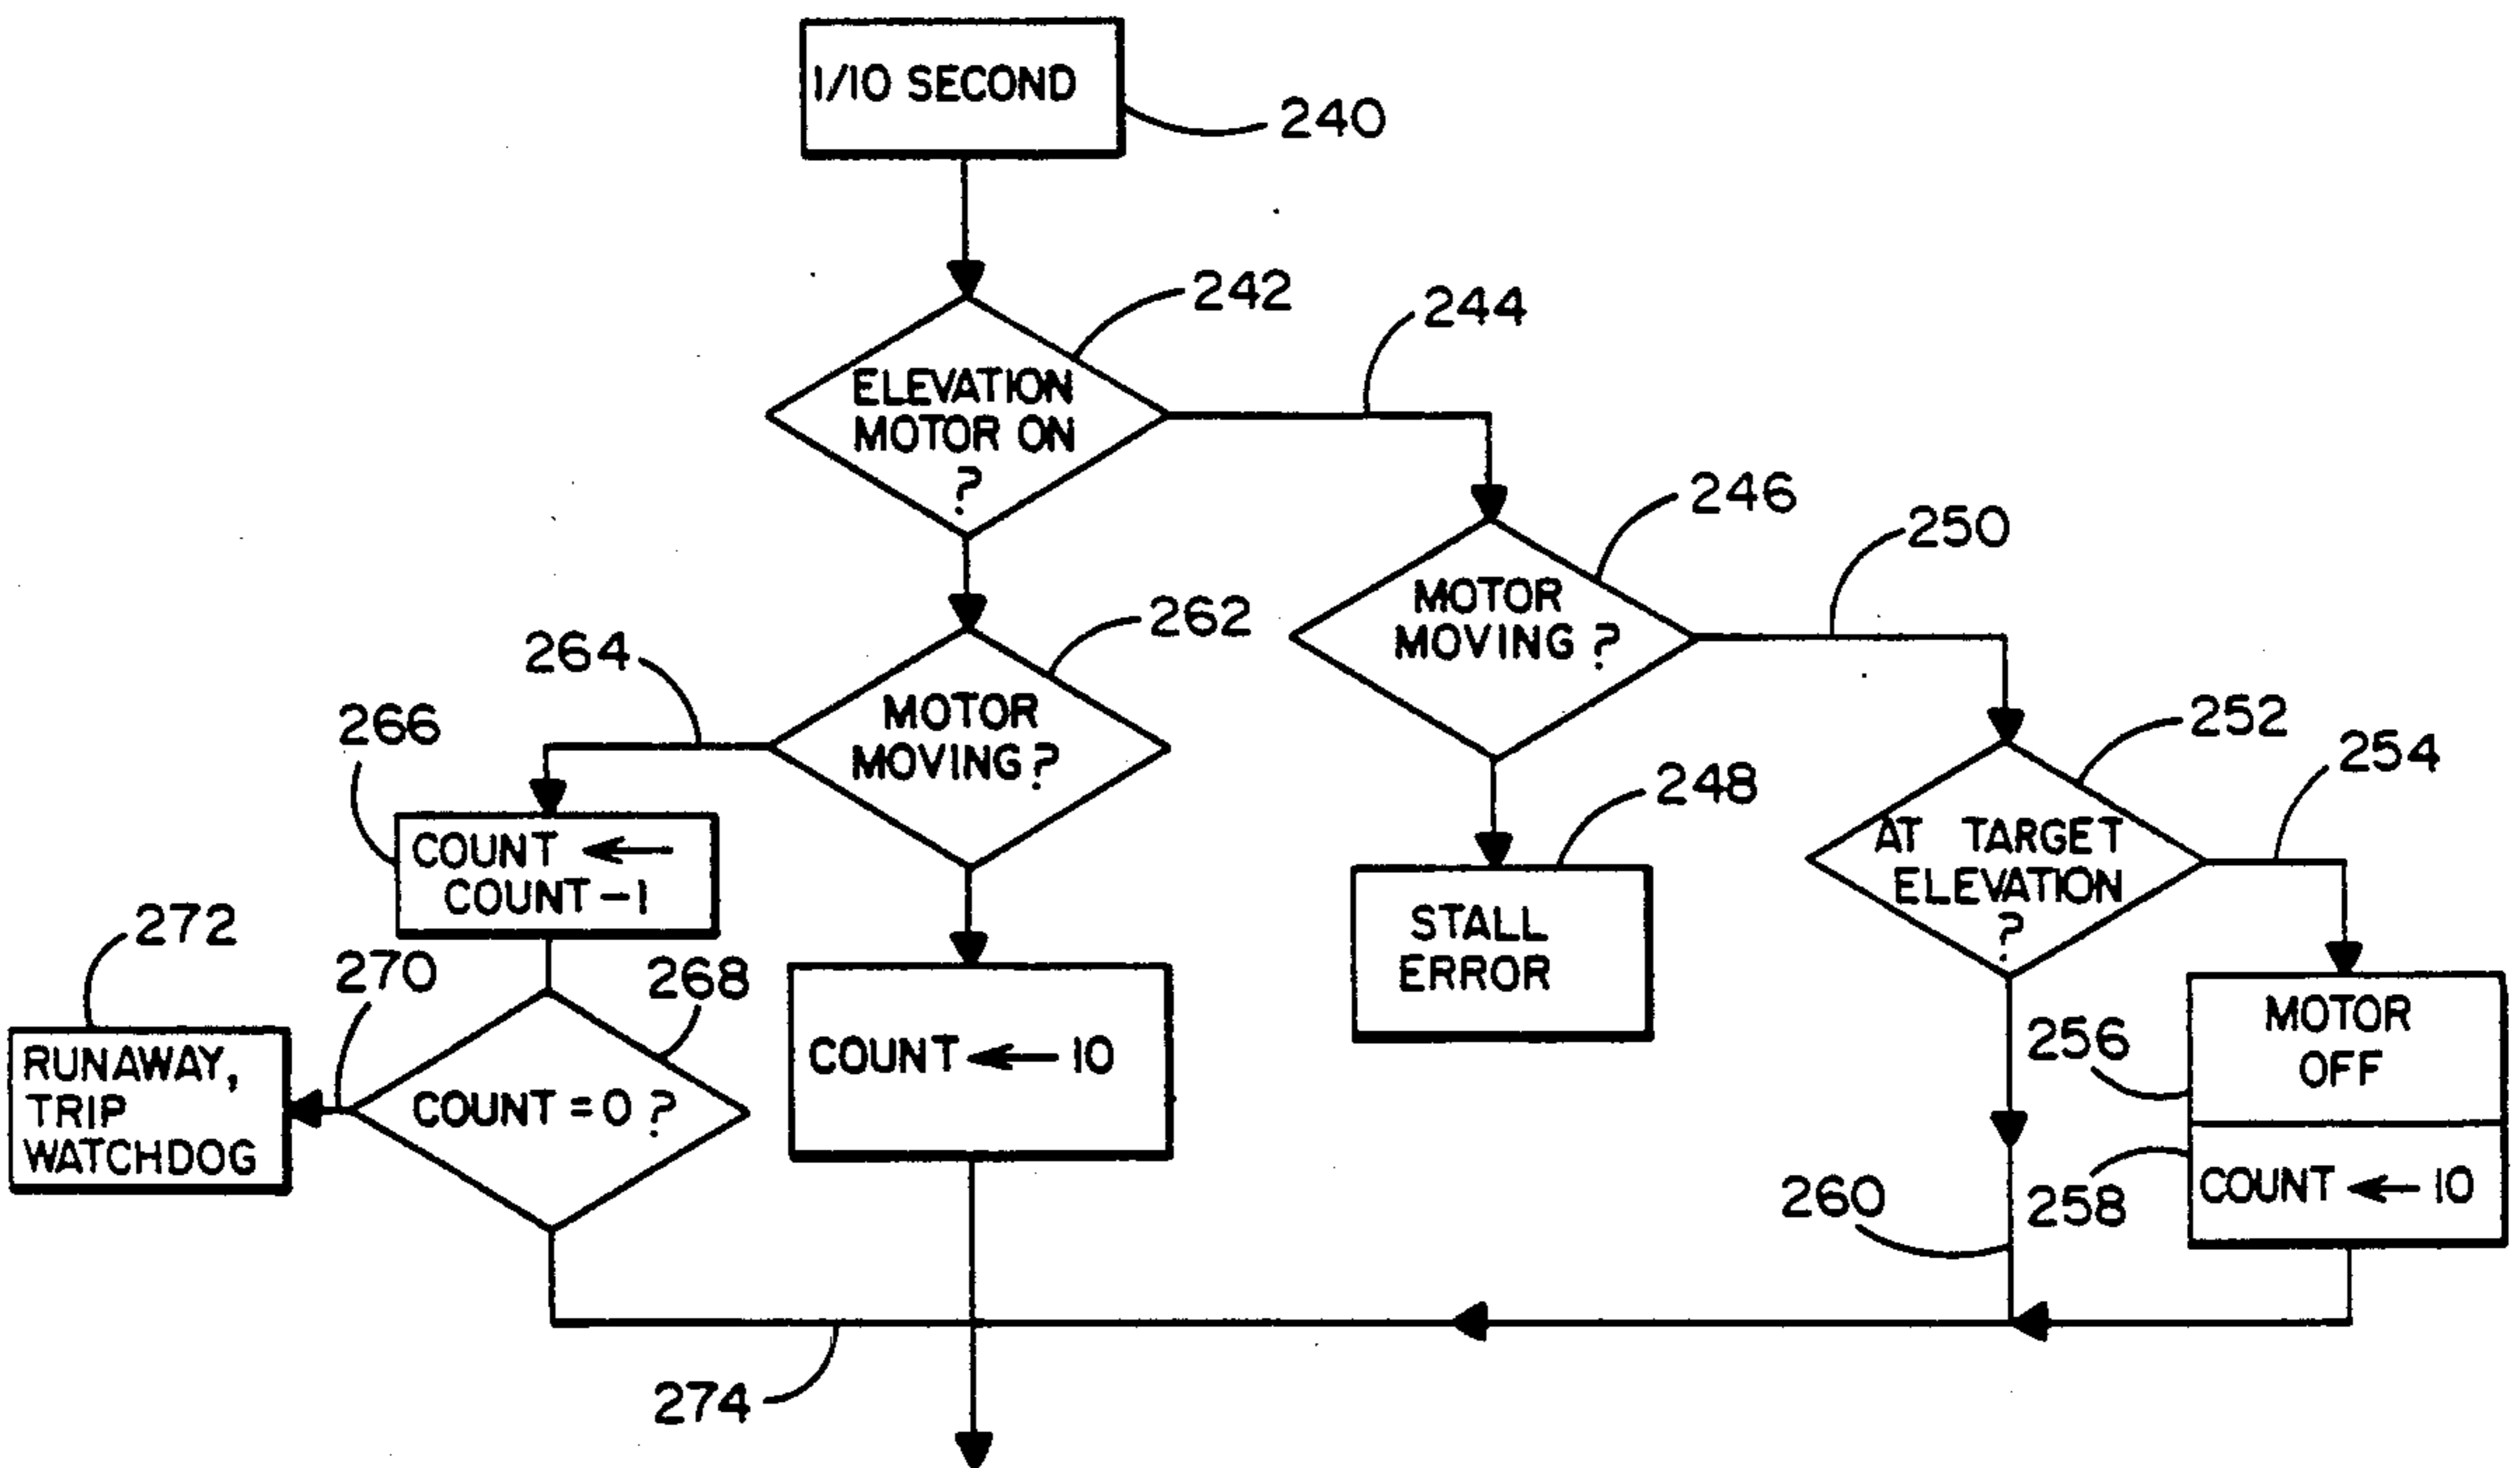 1/10 SECOND
240
242
244
ELEVATION
MOTOR ON
?
246
250
262
MOTOR
MOVING ?
264
266
MOTOR
MOVING ?
252
254
248
COUNT ←
COUNT -1
AT TARGET
ELEVATION
?
272
270
268
STALL
ERROR
RUNAWAY,
TRIP
WATCHDOG
COUNT = 0 ?
COUNT ← 10
256
MOTOR
OFF
260
258
COUNT ← 10
274